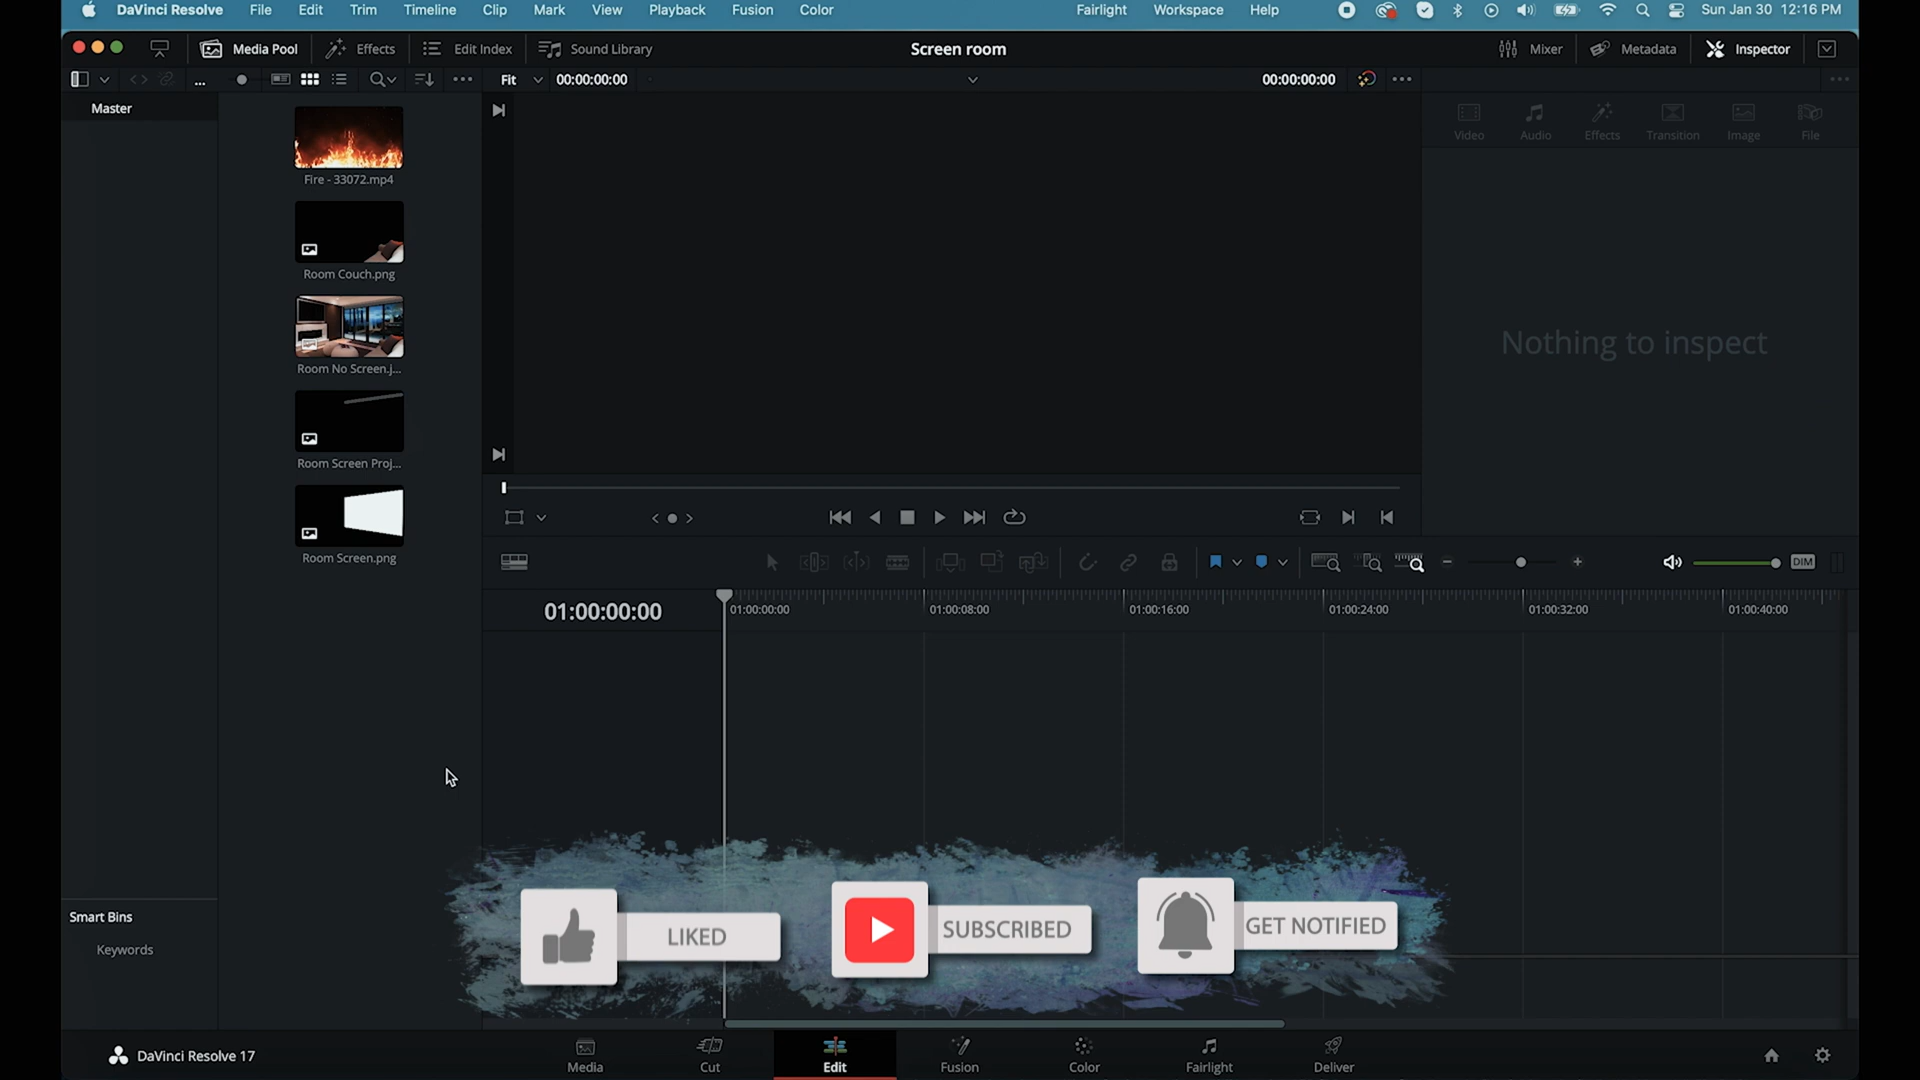 DaVinci Resolve File Edit Trim Timeline Clip Mark View Playback Fusion Color Fairlight Workspace Help Sun Jan 30 12:16 PM
Media Pool Effects Edit Index Sound Library Screen room Mixer Metadata Inspector
... Fit 00:00:00:00 00:00:00:00
Master
Video Audio Effects Transition Image File
Fire - 33072.mp4
Room Couch.png
Room No Screen.j...
Room Screen Proj...
Room Screen.png
Nothing to inspect
DIM
01:00:00:00
01:00:00:00 01:00:08:00 01:00:16:00 01:00:24:00 01:00:32:00 01:00:40:00
Smart Bins
Keywords
LIKED SUBSCRIBED GET NOTIFIED
DaVinci Resolve 17
Media Cut Edit Fusion Color Fairlight Deliver